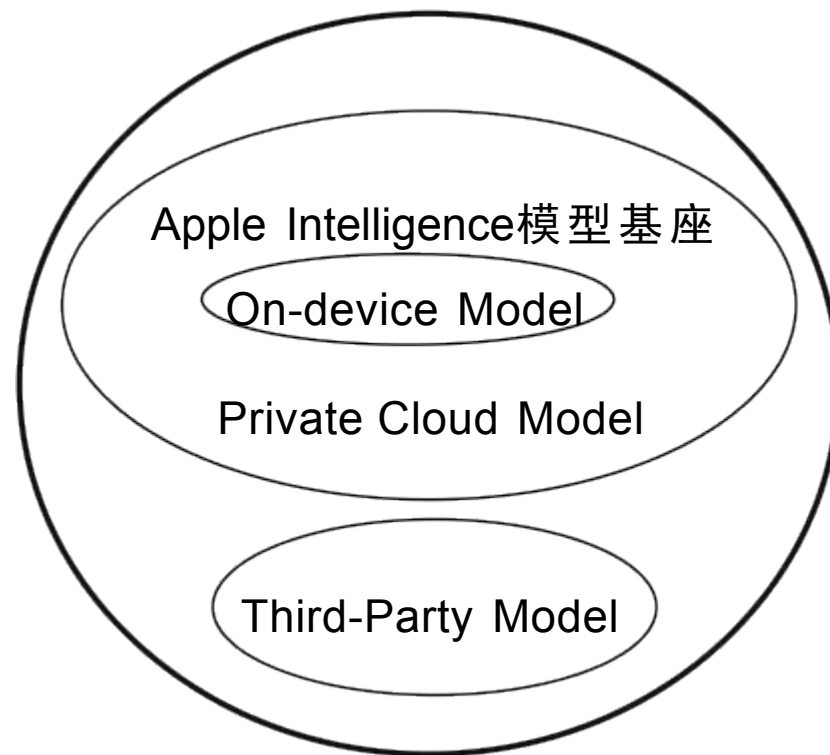 Apple Intelligence模型基座
On-device Model
Private Cloud Model
Third-Party Model